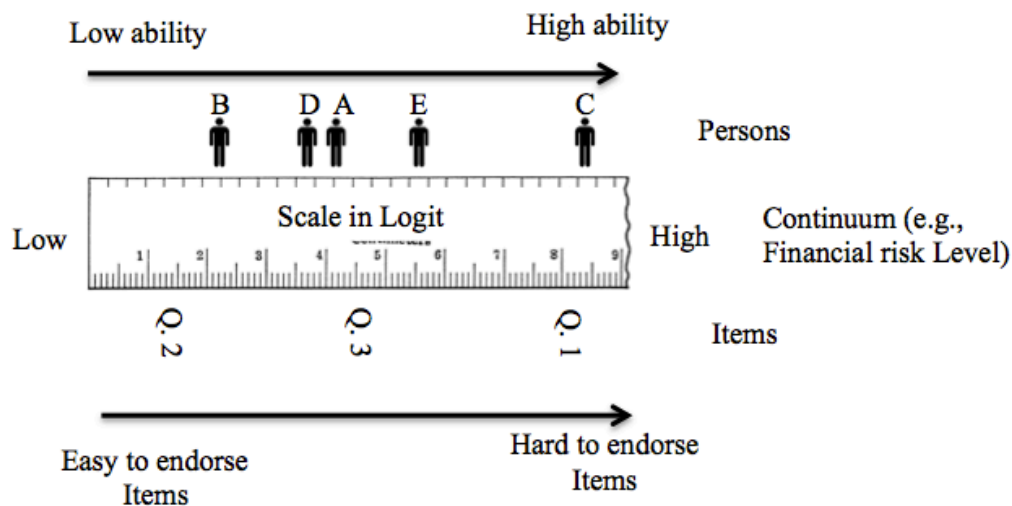 Low ability
High ability
B D A E C
Persons
Scale in Logit
Low
High
Continuum (e.g.,
Financial risk Level)
1 2 3 4 5 6 7 8 9
Q.2
Q.3
Q.1
Items
Easy to endorse
Items
Hard to endorse
Items